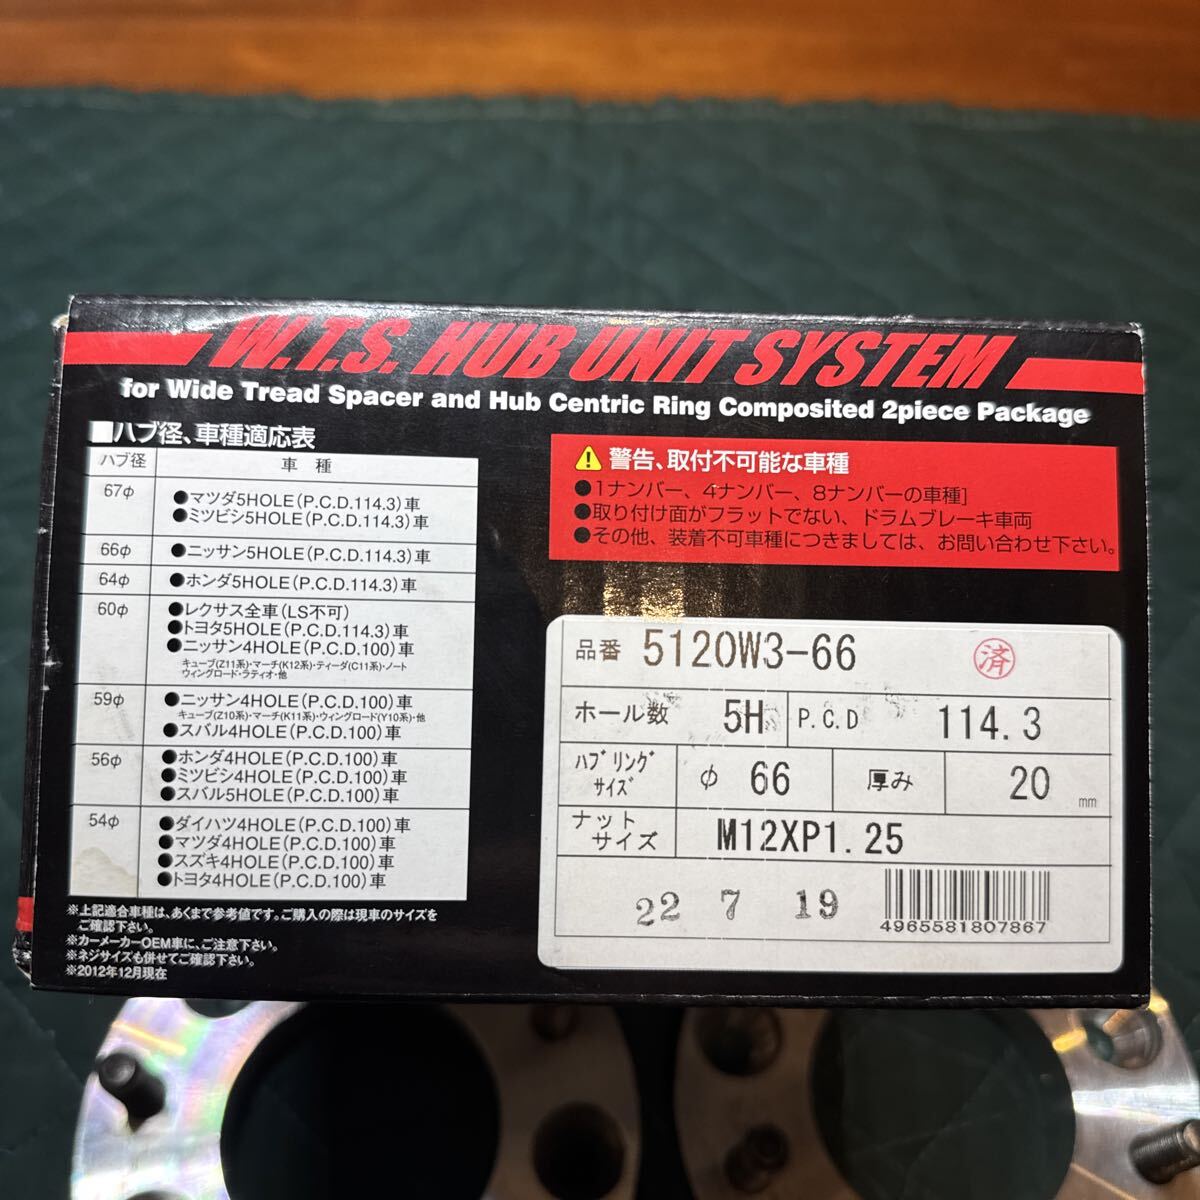 W.T.S. HUB UNIT SYSTEM
for Wide Tread Spacer and Hub Centric Ring Composited 2piece Package
■ハブ径、車種適応表
ハブ径 車種
67φ ●マツダ5HOLE(P.C.D.114.3)車
●ミツビシ5HOLE(P.C.D.114.3)車
66φ ●ニッサン5HOLE(P.C.D.114.3)車
64φ ●ホンダ5HOLE(P.C.D.114.3)車
60φ ●レクサス全車(LS不可)
●トヨタ5HOLE(P.C.D.114.3)車
●ニッサン4HOLE(P.C.D.100)車
キューブ(Z11系)・マーチ(K12系)・ティーダ(C11系)・ノート
ウィングロード・ラティオ・他
59φ ●ニッサン4HOLE(P.C.D.100)車
キューブ(Z10系)・マーチ(K11系)・ウィングロード(Y10系)・他
●スバル4HOLE(P.C.D.100)車
56φ ●ホンダ4HOLE(P.C.D.100)車
●ミツビシ4HOLE(P.C.D.100)車
●スバル5HOLE(P.C.D.100)車
54φ ●ダイハツ4HOLE(P.C.D.100)車
●マツダ4HOLE(P.C.D.100)車
●スズキ4HOLE(P.C.D.100)車
●トヨタ4HOLE(P.C.D.100)車
※上記適合車種は、あくまで参考値です。ご購入の際は現車のサイズを
ご確認下さい。
※カーメーカーOEM車に、ご注意下さい。
※ネジサイズも併せてご確認下さい。
※2012年12月現在
警告、取付不可能な車種
●1ナンバー、4ナンバー、8ナンバーの車種]
●取り付け面がフラットでない、ドラムブレーキ車両
●その他、装着不可車種につきましては、お問い合わせ下さい。
品番 5120W3-66 済
ホール数 5H P.C.D 114.3
ハブリングサイズ φ 66 厚み 20 mm
ナットサイズ M12XP1.25
22 7 19
4965581807867